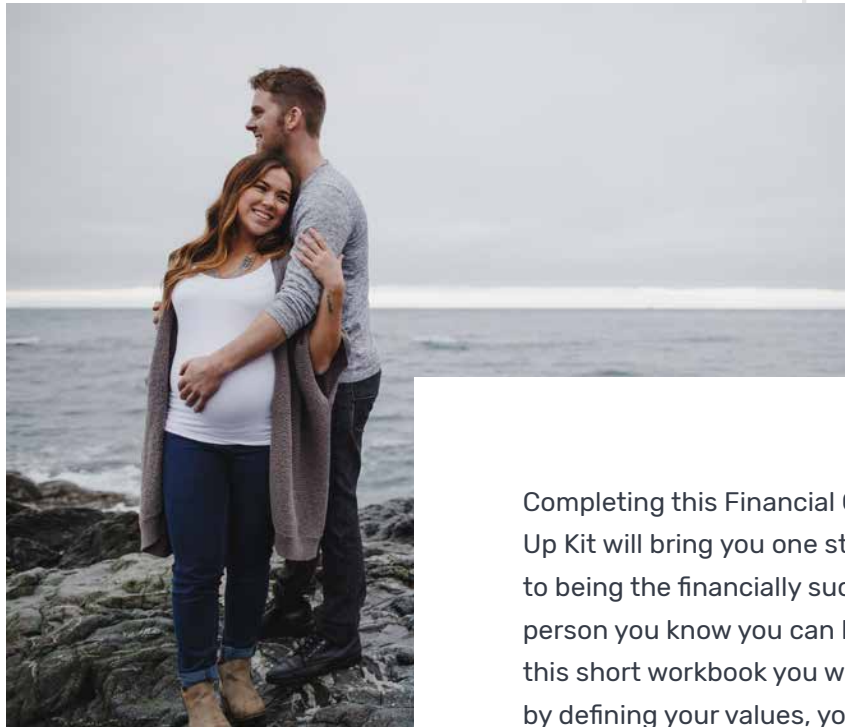 Completing this Financial
Up Kit will bring you one
to being the financially
person you know you can
this short workbook you
by defining your values,